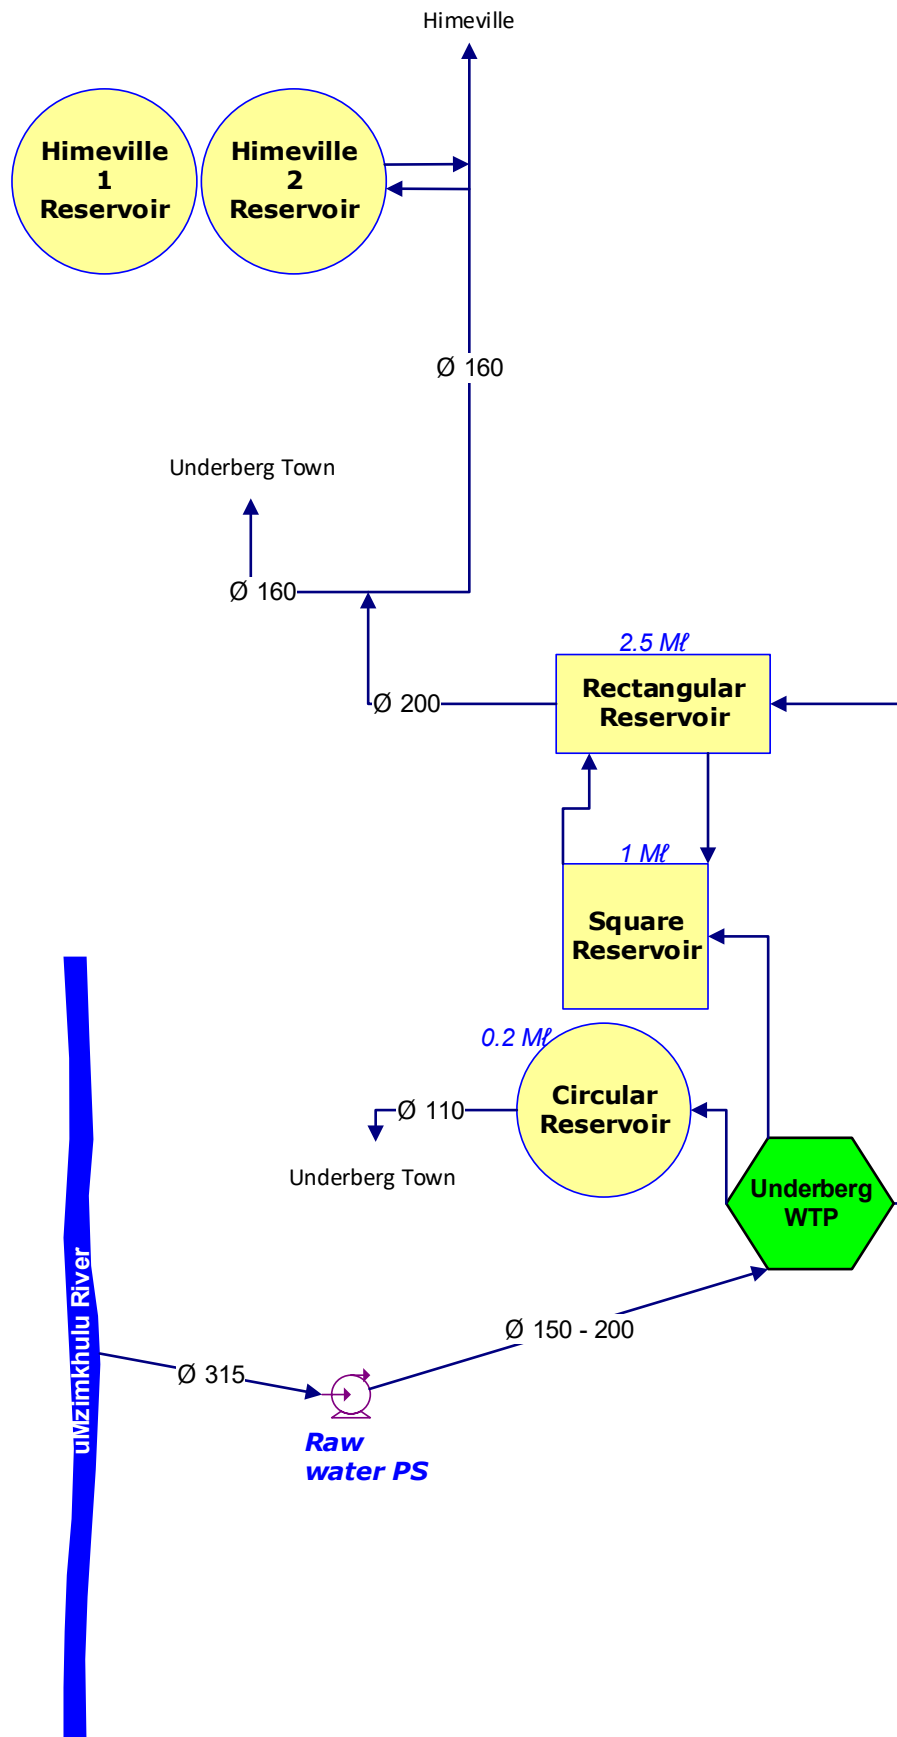 Himeville
Himeville
1
Reservoir
Himeville
2
Reservoir
Ø 160
Underberg Town
Ø 160
2.5 Mℓ
Rectangular
Reservoir
Ø 200
1 Mℓ
Square
Reservoir
0.2 Mℓ
Circular
Reservoir
Ø 110
Underberg Town
Underberg
WTP
uMzimkhulu River
Ø 150 - 200
Ø 315
Raw
water PS